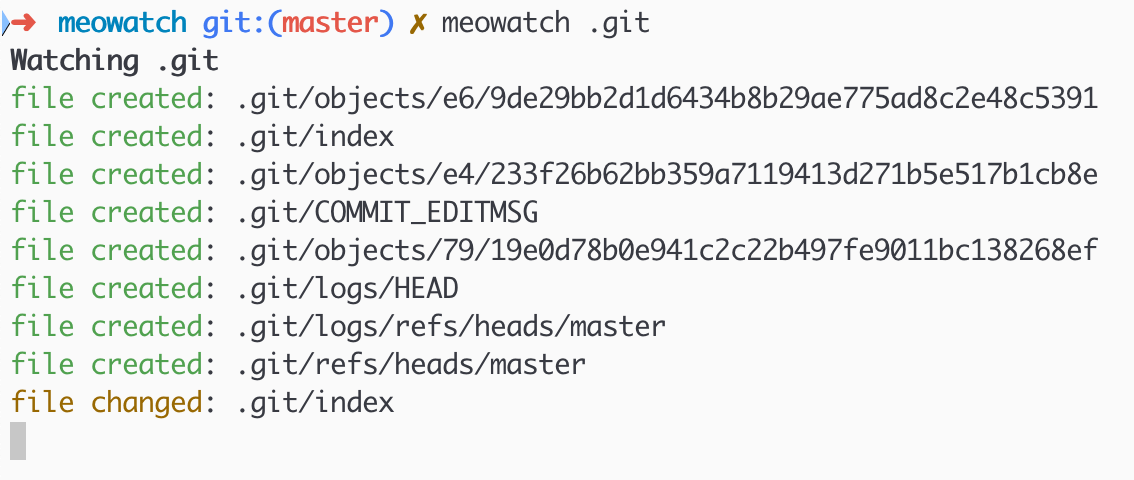 ➜ meowatch git:(master) ✗ meowatch .git
Watching .git
file created: .git/objects/e6/9de29bb2d1d6434b8b29ae775ad8c2e48c5391
file created: .git/index
file created: .git/objects/e4/233f26b62bb359a7119413d271b5e517b1cb8e
file created: .git/COMMIT_EDITMSG
file created: .git/objects/79/19e0d78b0e941c2c22b497fe9011bc138268ef
file created: .git/logs/HEAD
file created: .git/logs/refs/heads/master
file created: .git/refs/heads/master
file changed: .git/index